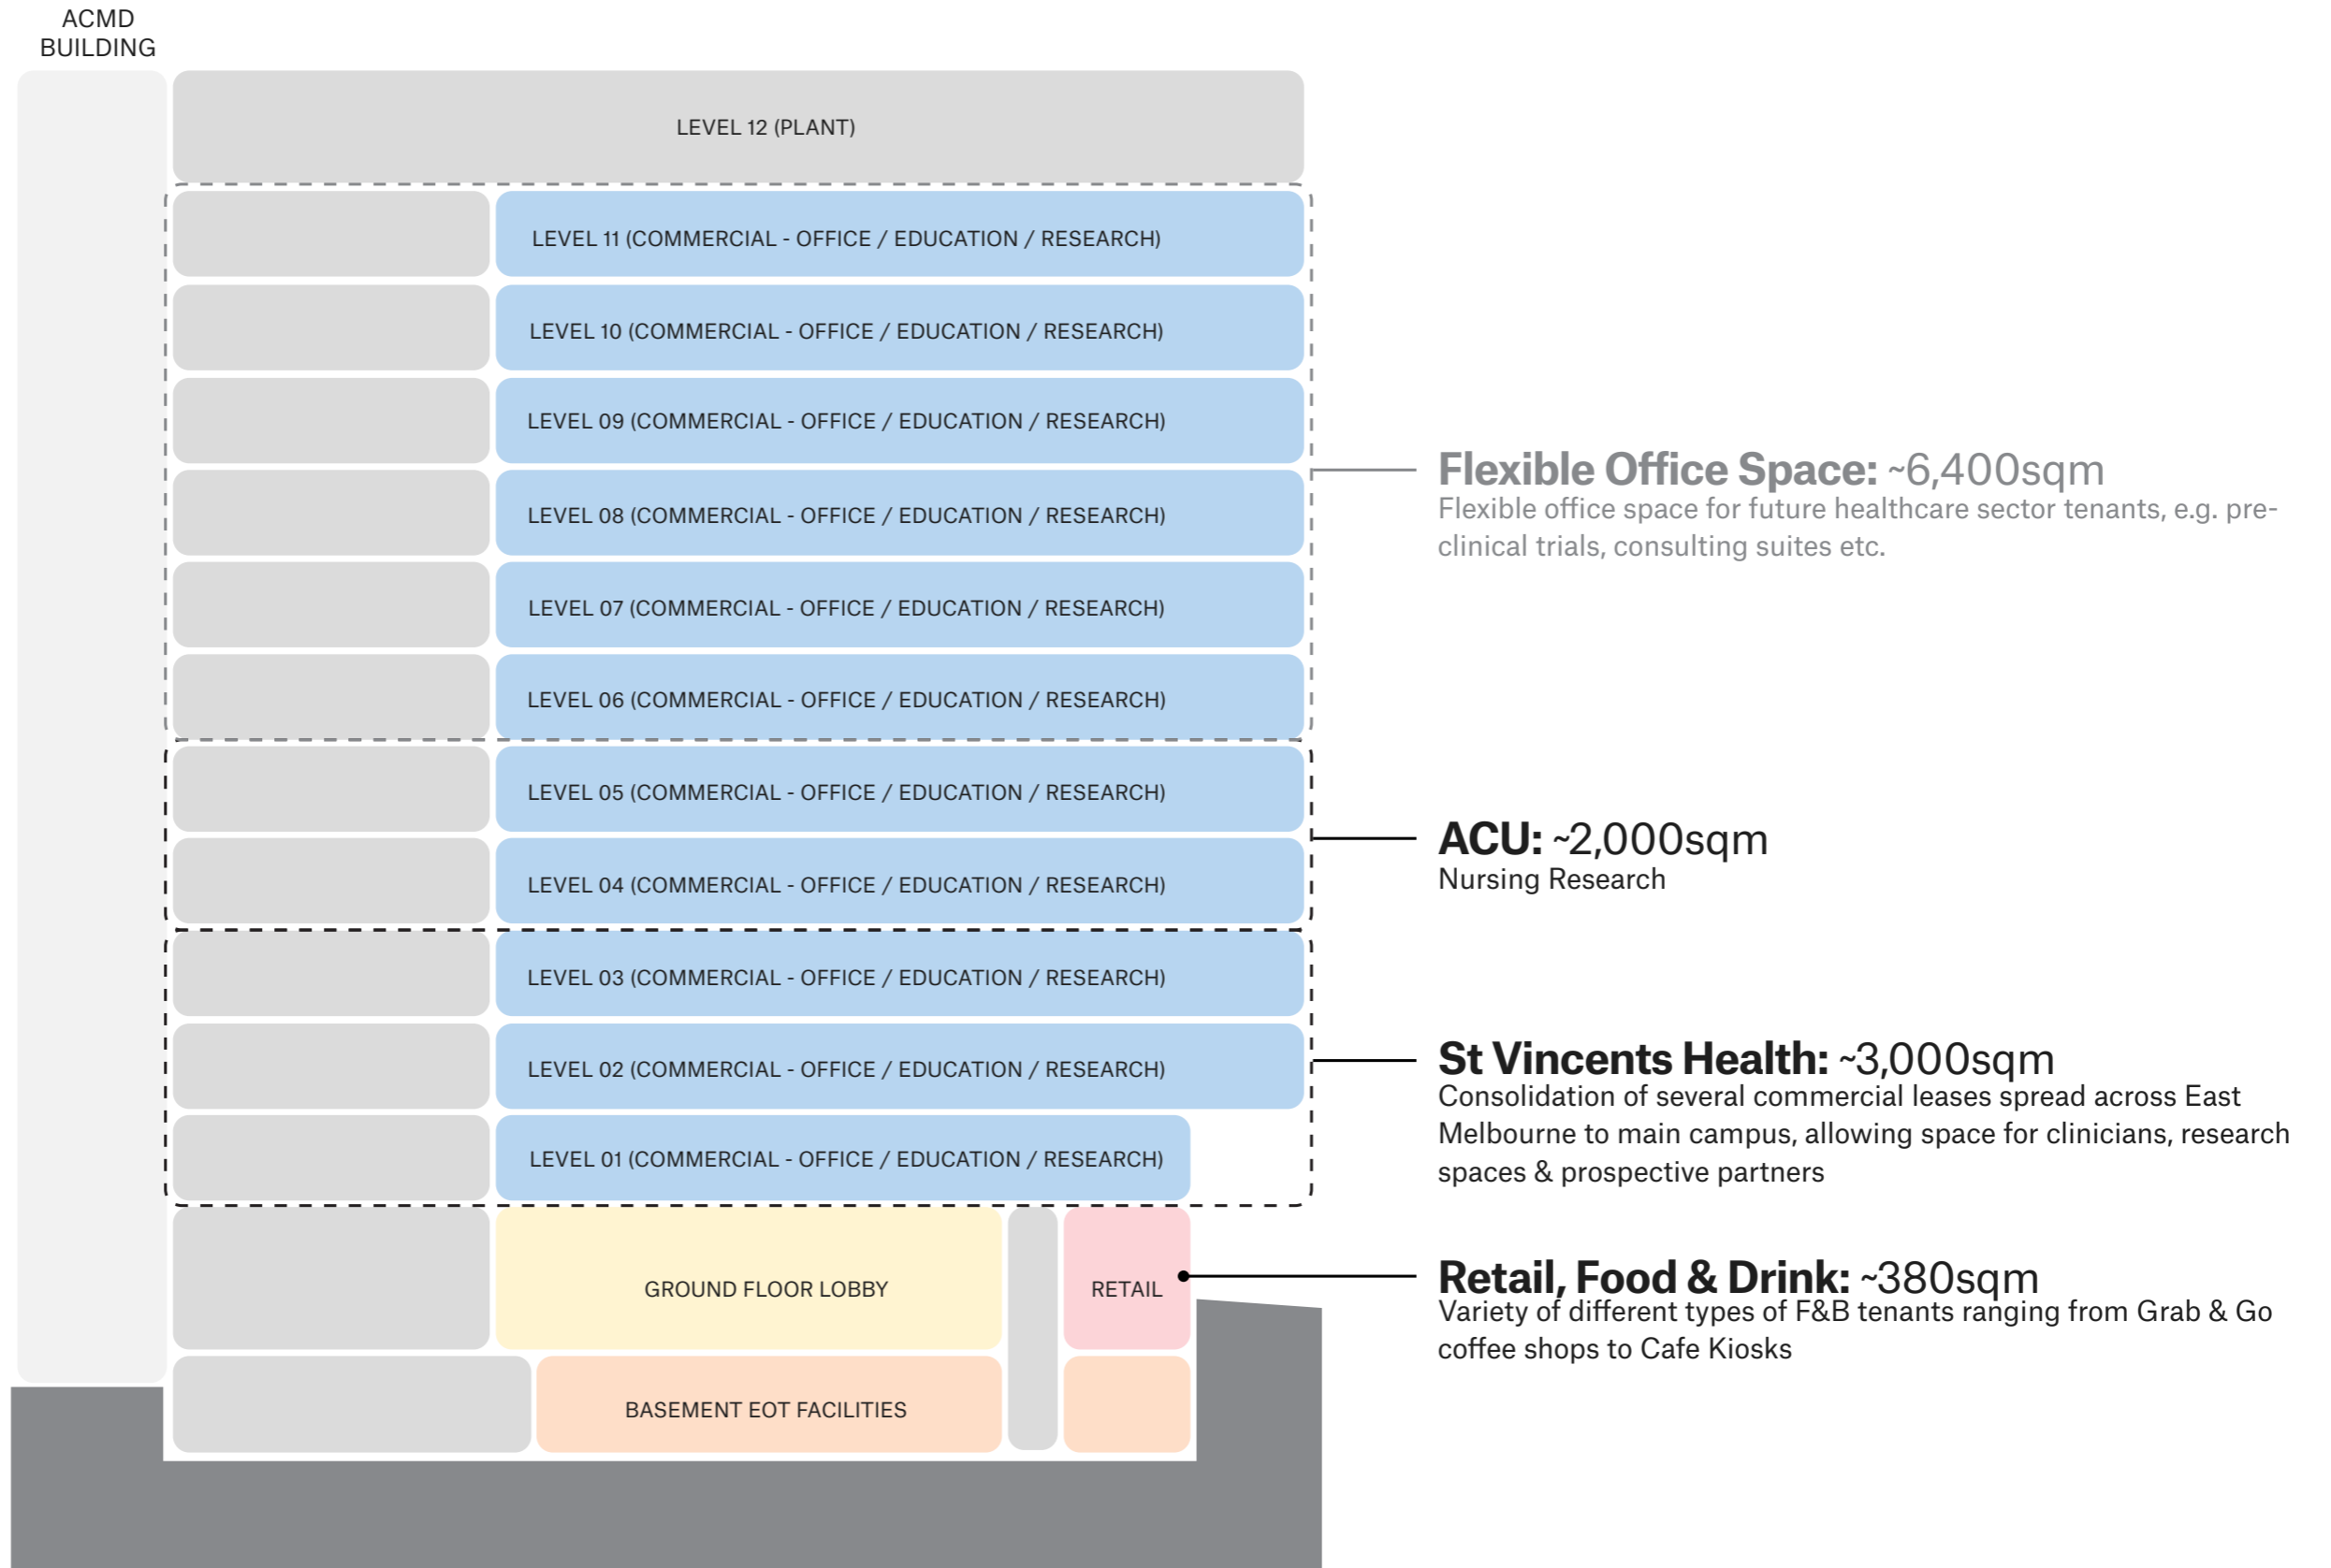 ACMD
BUILDING
LEVEL 12 (PLANT)
LEVEL 11 (COMMERCIAL - OFFICE / EDUCATION / RESEARCH)
LEVEL 10 (COMMERCIAL - OFFICE / EDUCATION / RESEARCH)
LEVEL 09 (COMMERCIAL - OFFICE / EDUCATION / RESEARCH)
LEVEL 08 (COMMERCIAL - OFFICE / EDUCATION / RESEARCH)
LEVEL 07 (COMMERCIAL - OFFICE / EDUCATION / RESEARCH)
LEVEL 06 (COMMERCIAL - OFFICE / EDUCATION / RESEARCH)
Flexible Office Space: ~6,400sqm
Flexible office space for future healthcare sector tenants, e.g. pre-
clinical trials, consulting suites etc.
LEVEL 05 (COMMERCIAL - OFFICE / EDUCATION / RESEARCH)
LEVEL 04 (COMMERCIAL - OFFICE / EDUCATION / RESEARCH)
ACU: ~2,000sqm
Nursing Research
LEVEL 03 (COMMERCIAL - OFFICE / EDUCATION / RESEARCH)
LEVEL 02 (COMMERCIAL - OFFICE / EDUCATION / RESEARCH)
LEVEL 01 (COMMERCIAL - OFFICE / EDUCATION / RESEARCH)
St Vincents Health: ~3,000sqm
Consolidation of several commercial leases spread across East
Melbourne to main campus, allowing space for clinicians, research
spaces & prospective partners
GROUND FLOOR LOBBY
RETAIL
Retail, Food & Drink: ~380sqm
Variety of different types of F&B tenants ranging from Grab & Go
coffee shops to Cafe Kiosks
BASEMENT EOT FACILITIES